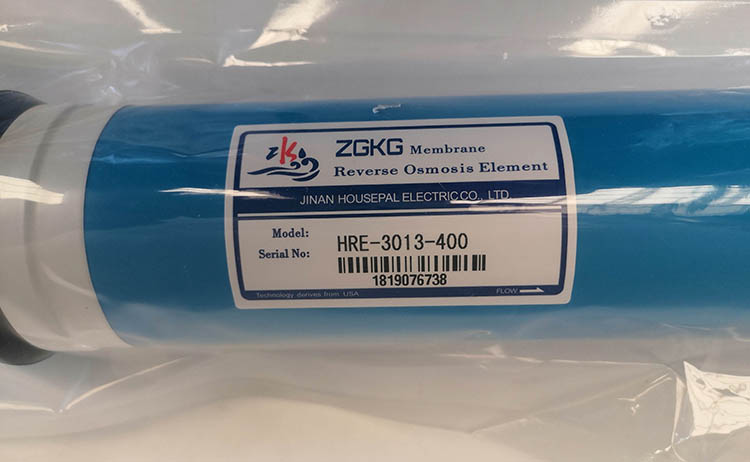 ZK
ZGKG Membrane
Reverse Osmosis Element
JINAN HOUSEPAL ELECTRIC CO., LTD.
Model: HRE-3013-400
Serial No:
1819076738
Technology derives from USA
FLOW